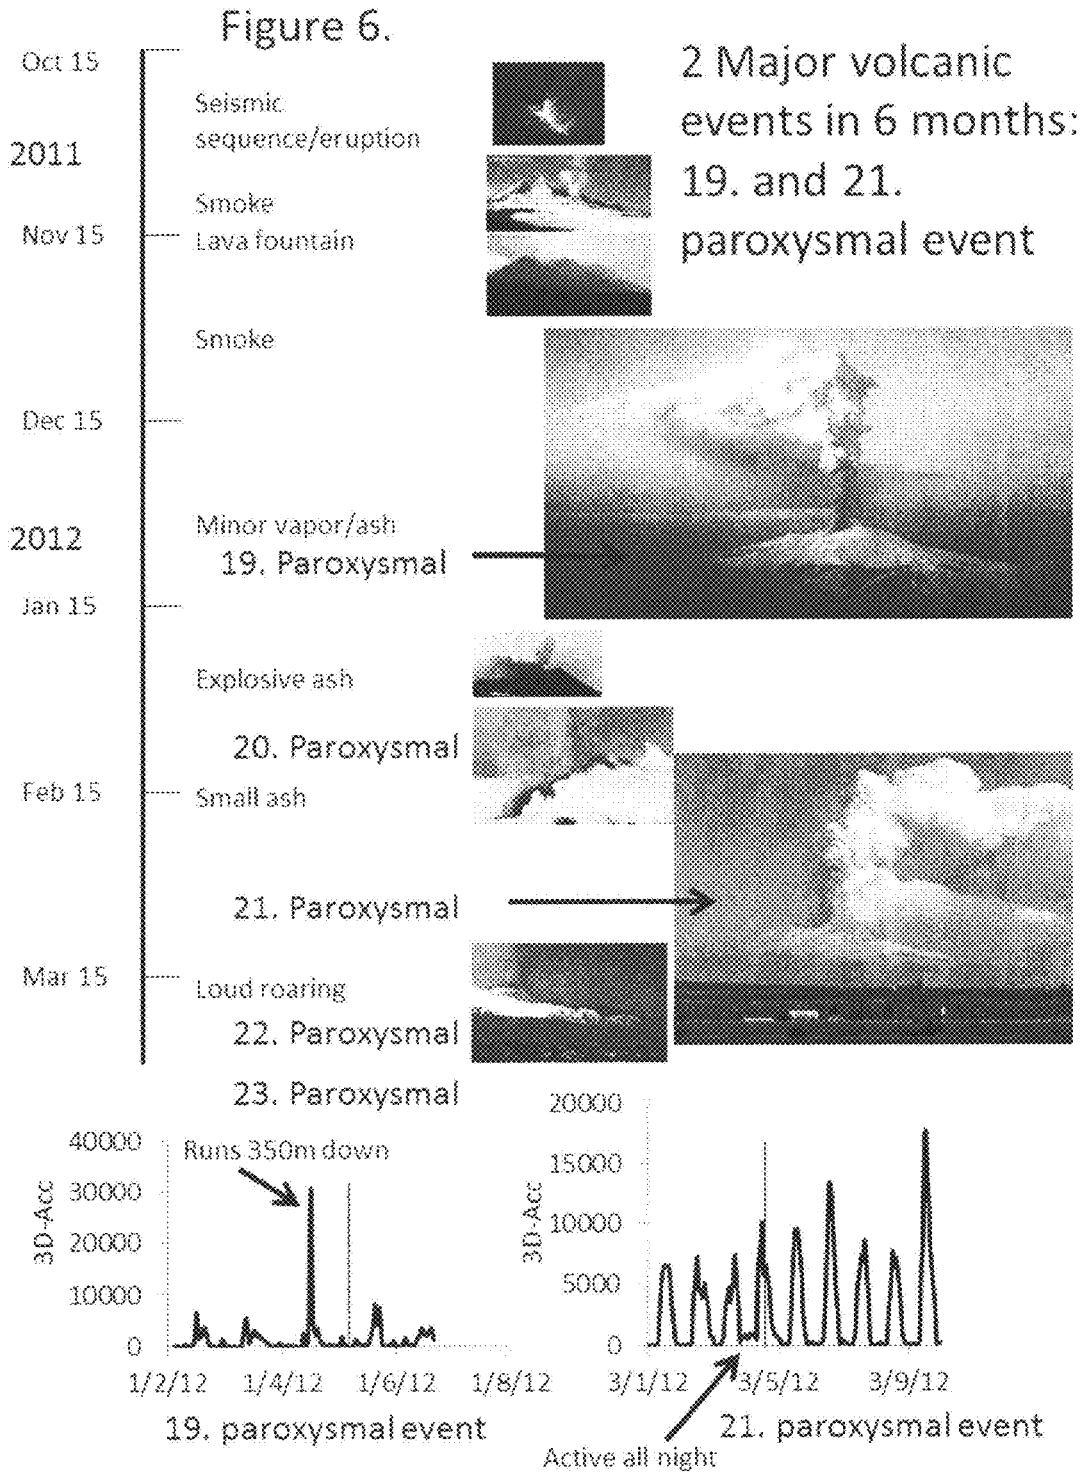 Figure 6.
2 Major volcanic
events in 6 months:
19. and 21.
paroxysmal event
Oct 15
Seismic
sequence/eruption
2011
Smoke
Nov 15
Lava fountain
Smoke
Dec 15
Minor vapor/ash
2012
19. Paroxysmal
Jan 15
Explosive ash
20. Paroxysmal
Feb 15
Small ash
21. Paroxysmal
Mar 15
Loud roaring
22. Paroxysmal
23. Paroxysmal
Runs 350m down
3D-Acc
40000
30000
20000
10000
0
1/2/12 1/4/12 1/6/12 1/8/12
19. paroxysmal event
3D-Acc
20000
15000
10000
5000
0
3/1/12 3/5/12 3/9/12
21. paroxysmal event
Active all night